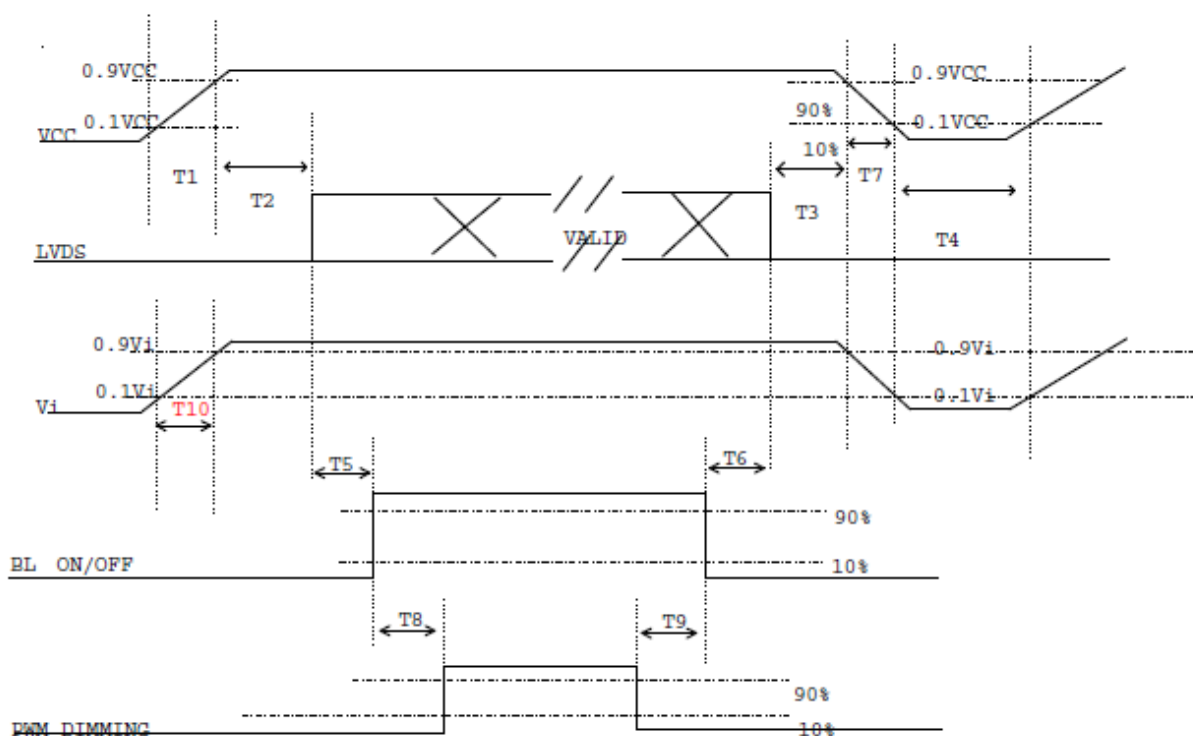 0.9VCC 0.9VCC
90%
0.1VCC 0.1VCC
VCC
10%
T1 T7
T2 T3
VALID
T4
LVDS
0.9Vi 0.9Vi
0.1Vi 0.1Vi
Vi T10
T5 T6
90%
BL ON/OFF 10%
T8 T9
90%
PWM DIMMING 10%